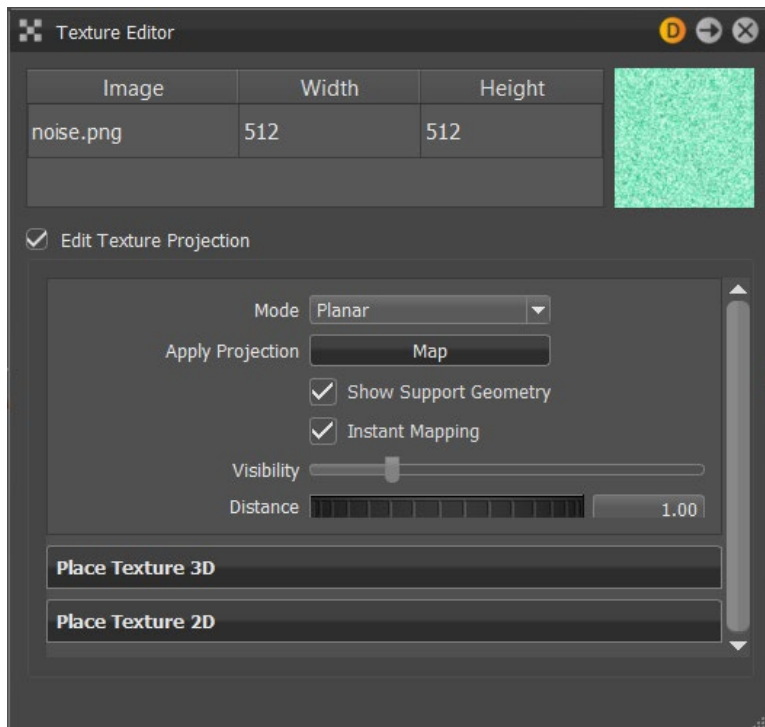 Texture Editor
D
Image Width Height
noise.png 512 512
Edit Texture Projection
Mode Planar
Apply Projection Map
Show Support Geometry
Instant Mapping
Visibility
Distance 1.00
Place Texture 3D
Place Texture 2D